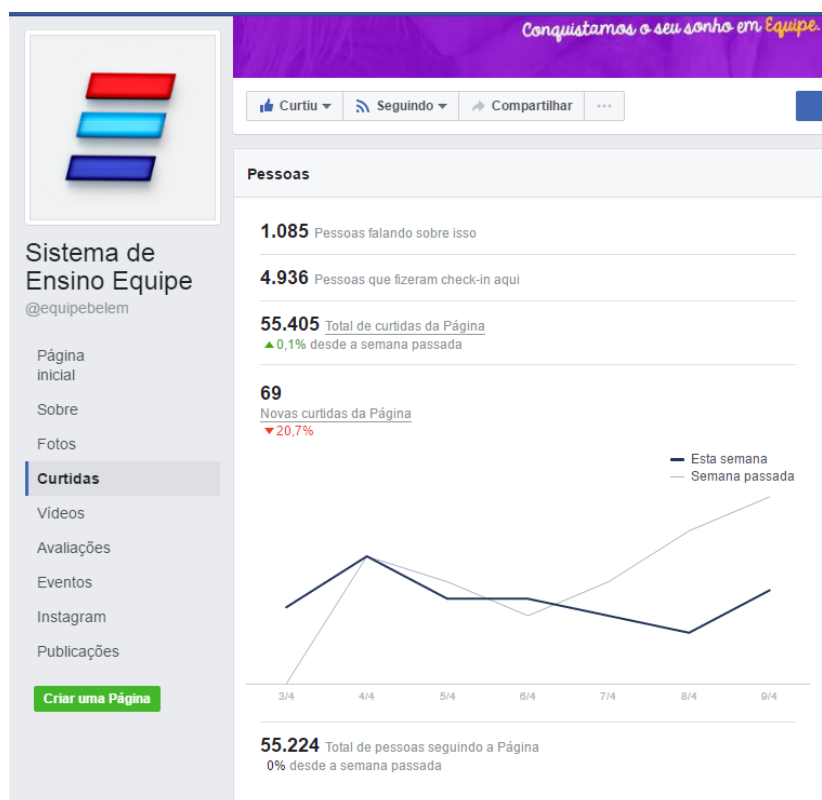 Conquistamos o seu sonho em Equipe.
Curtiu
Seguindo
Compartilhar
Pessoas
1.085 Pessoas falando sobre isso
4.936 Pessoas que fizeram check-in aqui
55.405 Total de curtidas da Página
0,1% desde a semana passada
69
Novas curtidas da Página
20,7%
Esta semana
Semana passada
3/4 4/4 5/4 6/4 7/4 8/4 9/4
55.224 Total de pessoas seguindo a Página
0% desde a semana passada
Sistema de
Ensino Equipe
@equipebelem
Página
inicial
Sobre
Fotos
Curtidas
Vídeos
Avaliações
Eventos
Instagram
Publicações
Criar uma Página